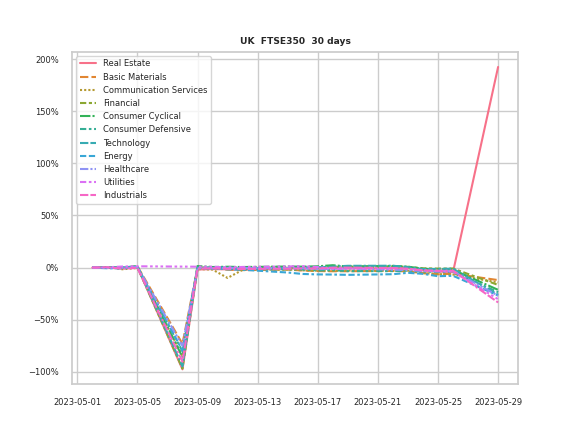 UK FTSE350 30 days
200%
150%
100%
50%
0%
−50%
−100%
Real Estate
Basic Materials
Communication Services
Financial
Consumer Cyclical
Consumer Defensive
Technology
Energy
Healthcare
Utilities
Industrials
2023-05-01 2023-05-05 2023-05-09 2023-05-13 2023-05-17 2023-05-21 2023-05-25 2023-05-29